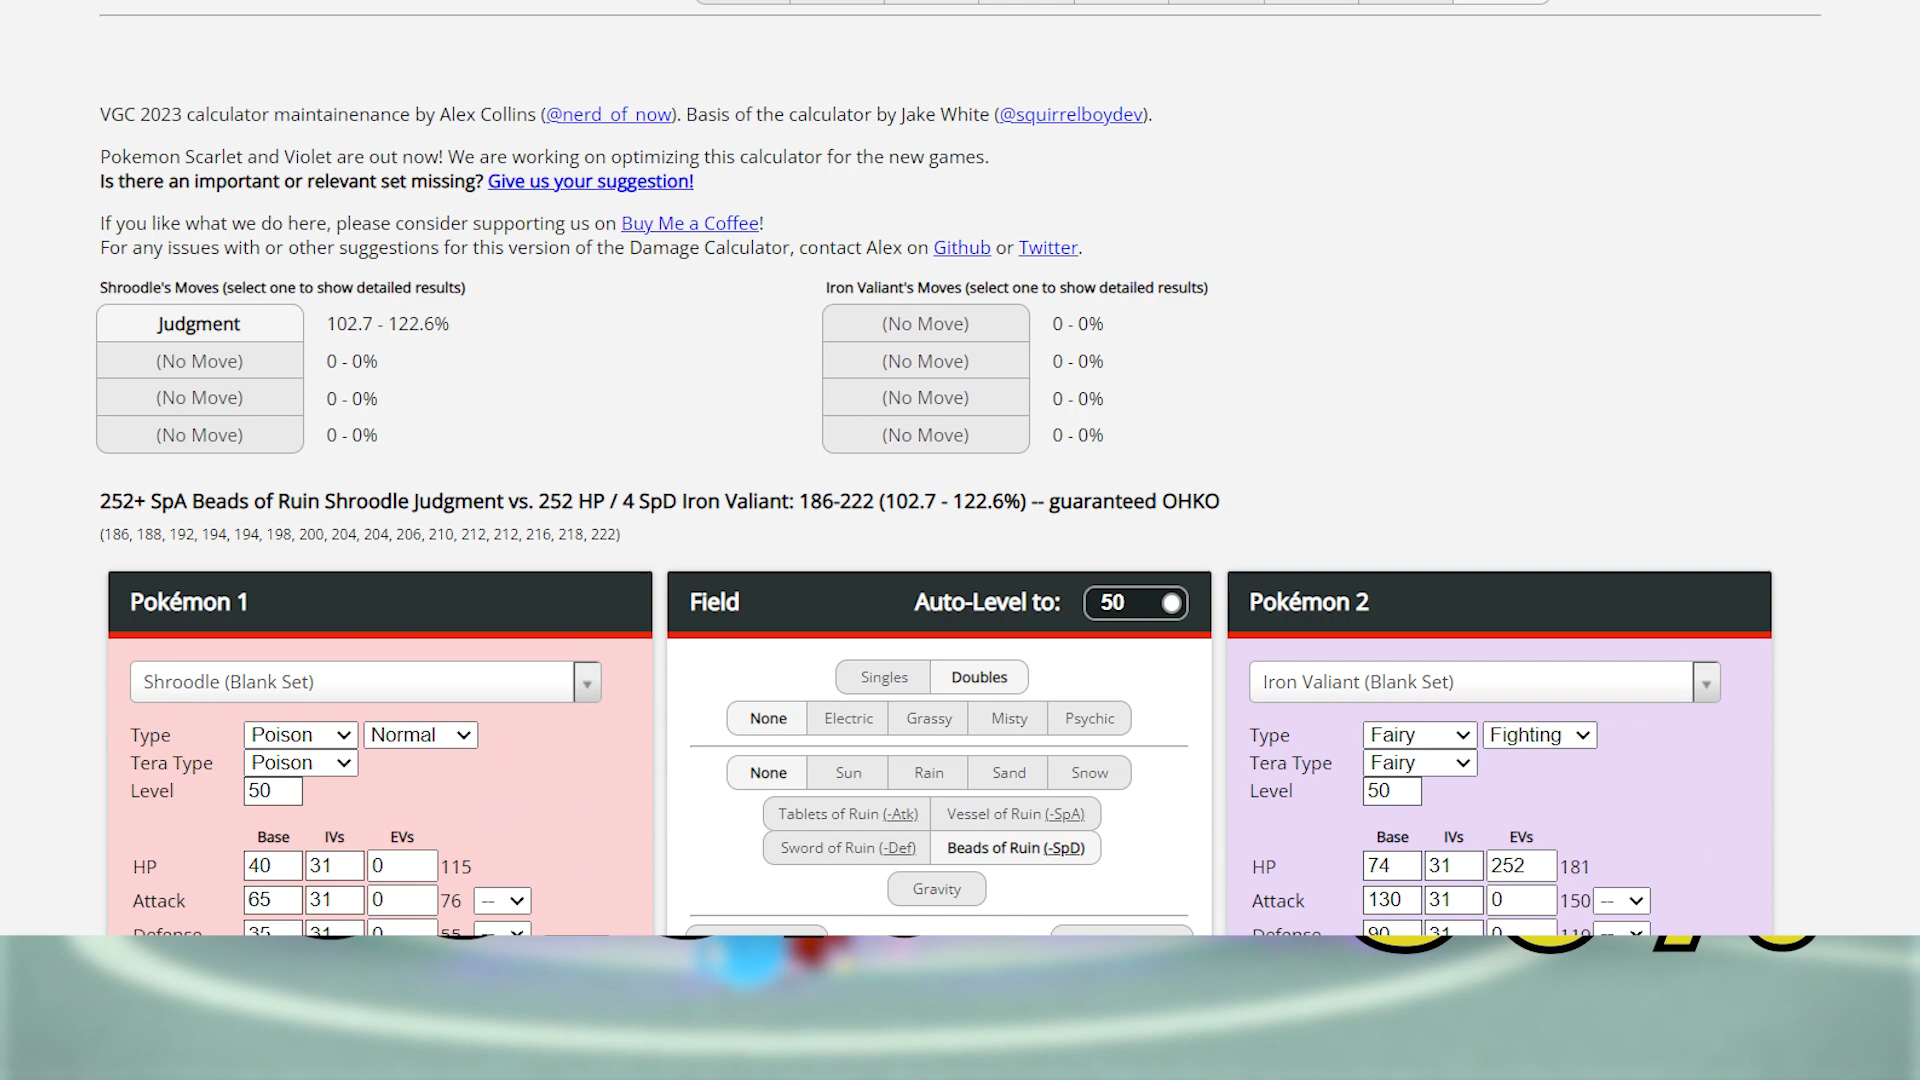 VGC 2023 calculator maintainenance by Alex Collins (@nerd_of_now). Basis of the calculator by Jake White (@squirrelboydev).
Pokemon Scarlet and Violet are out now! We are working on optimizing this calculator for the new games.
Is there an important or relevant set missing? Give us your suggestion!
If you like what we do here, please consider supporting us on Buy Me a Coffee!
For any issues with or other suggestions for this version of the Damage Calculator, contact Alex on Github or Twitter.
Shroodle's Moves (select one to show detailed results)
Judgment 102.7 - 122.6%
(No Move) 0 - 0%
(No Move) 0 - 0%
(No Move) 0 - 0%
Iron Valiant's Moves (select one to show detailed results)
(No Move) 0 - 0%
(No Move) 0 - 0%
(No Move) 0 - 0%
(No Move) 0 - 0%
252+ SpA Beads of Ruin Shroodle Judgment vs. 252 HP / 4 SpD Iron Valiant: 186-222 (102.7 - 122.6%) -- guaranteed OHKO
(186, 188, 192, 194, 194, 198, 200, 204, 204, 206, 210, 212, 212, 216, 218, 222)
Pokémon 1
Shroodle (Blank Set)
Type Poison Normal
Tera Type Poison
Level 50
Base IVs EVs
HP 40 31 0 115
Attack 65 31 0 76 --
Defense 35 31 0 55 --
Field Auto-Level to: 50
Singles Doubles
None Electric Grassy Misty Psychic
None Sun Rain Sand Snow
Tablets of Ruin (-Atk) Vessel of Ruin (-SpA)
Sword of Ruin (-Def) Beads of Ruin (-SpD)
Gravity
Pokémon 2
Iron Valiant (Blank Set)
Type Fairy Fighting
Tera Type Fairy
Level 50
Base IVs EVs
HP 74 31 252 181
Attack 130 31 0 150 --
Defense 90 31 0 110 --